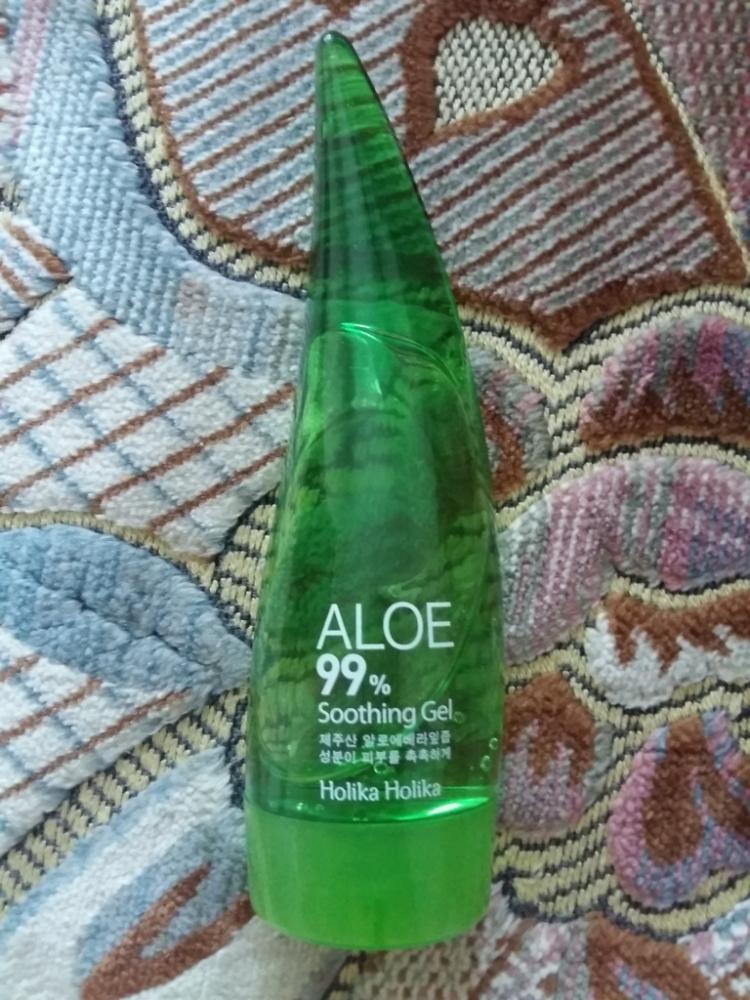 ALOE
99%
Soothing Gel
제주산 알로에베라잎즙
성분이 피부를 촉촉하게
Holika Holika